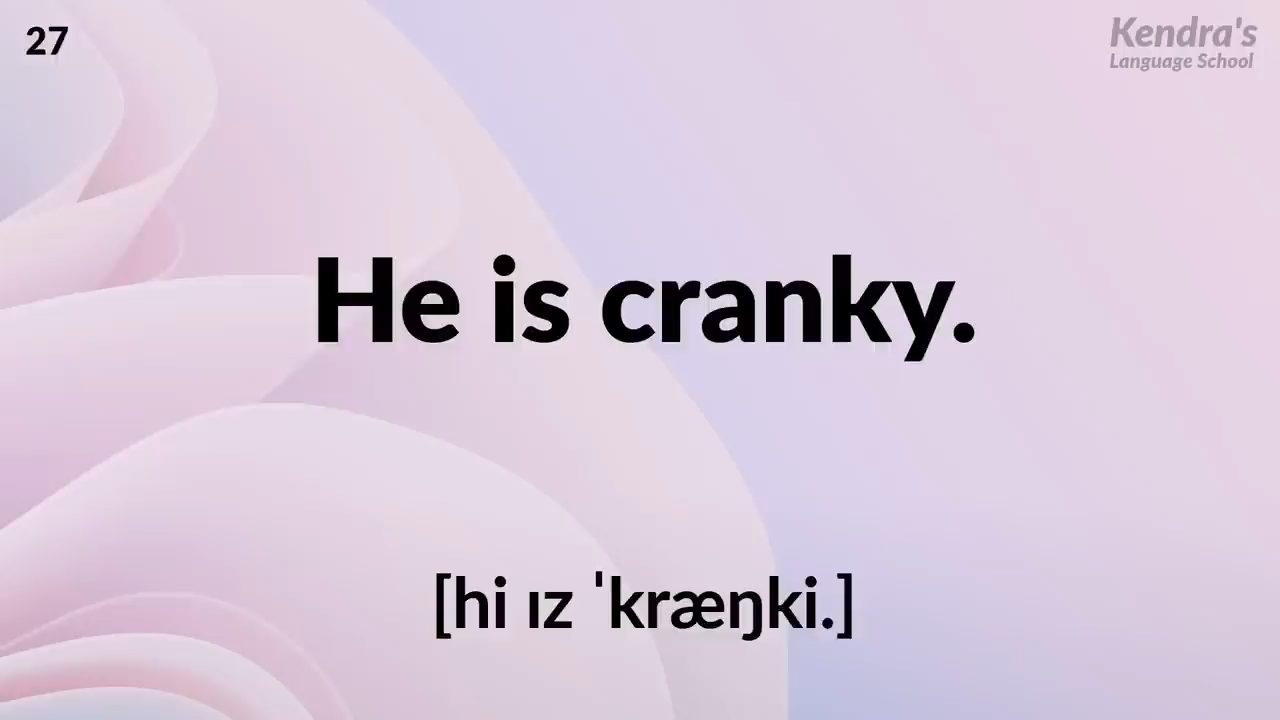 27
Kendra's
Language School
He is cranky.
[hi ɪz ˈkræŋki.]